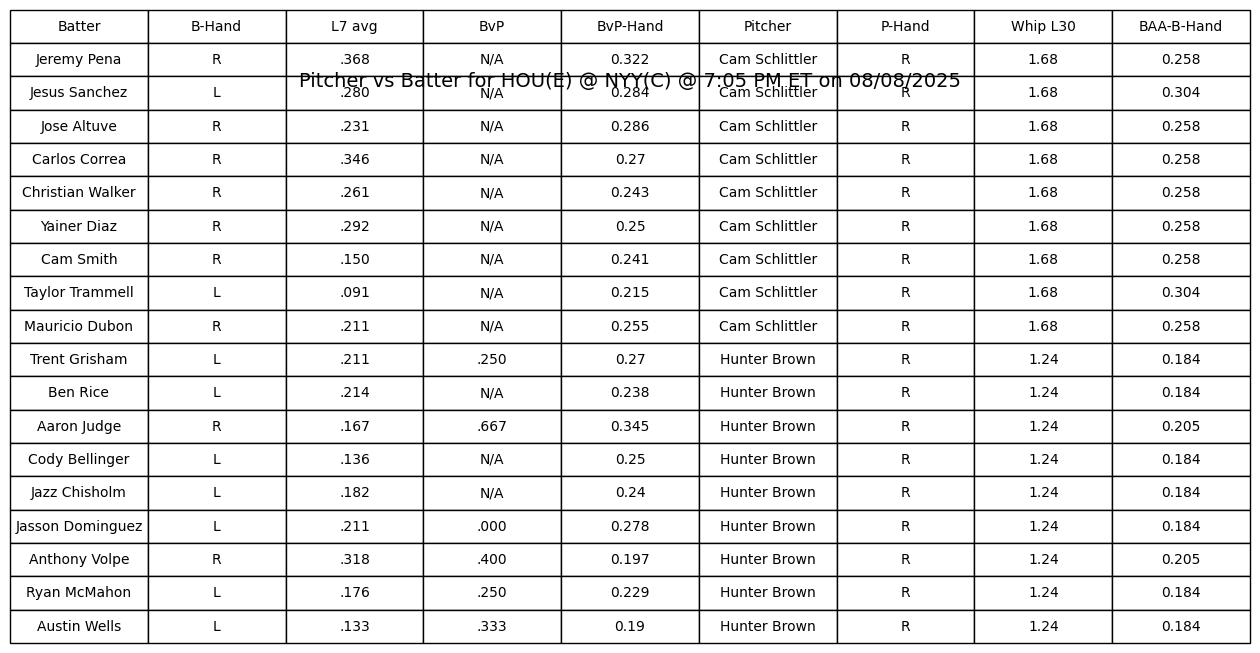 Batter B-Hand L7 avg BvP BvP-Hand Pitcher P-Hand Whip L30 BAA-B-Hand
Jeremy Pena R .368 N/A 0.322 Cam Schlittler R 1.68 0.258
Pitcher vs Batter for HOU(E) @ NYY(C) @ 7:05 PM ET on 08/08/2025
Jesus Sanchez L .280 N/A 0.284 Cam Schlittler R 1.68 0.304
Jose Altuve R .231 N/A 0.286 Cam Schlittler R 1.68 0.258
Carlos Correa R .346 N/A 0.27 Cam Schlittler R 1.68 0.258
Christian Walker R .261 N/A 0.243 Cam Schlittler R 1.68 0.258
Yainer Diaz R .292 N/A 0.25 Cam Schlittler R 1.68 0.258
Cam Smith R .150 N/A 0.241 Cam Schlittler R 1.68 0.258
Taylor Trammell L .091 N/A 0.215 Cam Schlittler R 1.68 0.304
Mauricio Dubon R .211 N/A 0.255 Cam Schlittler R 1.68 0.258
Trent Grisham L .211 .250 0.27 Hunter Brown R 1.24 0.184
Ben Rice L .214 N/A 0.238 Hunter Brown R 1.24 0.184
Aaron Judge R .167 .667 0.345 Hunter Brown R 1.24 0.205
Cody Bellinger L .136 N/A 0.25 Hunter Brown R 1.24 0.184
Jazz Chisholm L .182 N/A 0.24 Hunter Brown R 1.24 0.184
Jasson Dominguez L .211 .000 0.278 Hunter Brown R 1.24 0.184
Anthony Volpe R .318 .400 0.197 Hunter Brown R 1.24 0.205
Ryan McMahon L .176 .250 0.229 Hunter Brown R 1.24 0.184
Austin Wells L .133 .333 0.19 Hunter Brown R 1.24 0.184